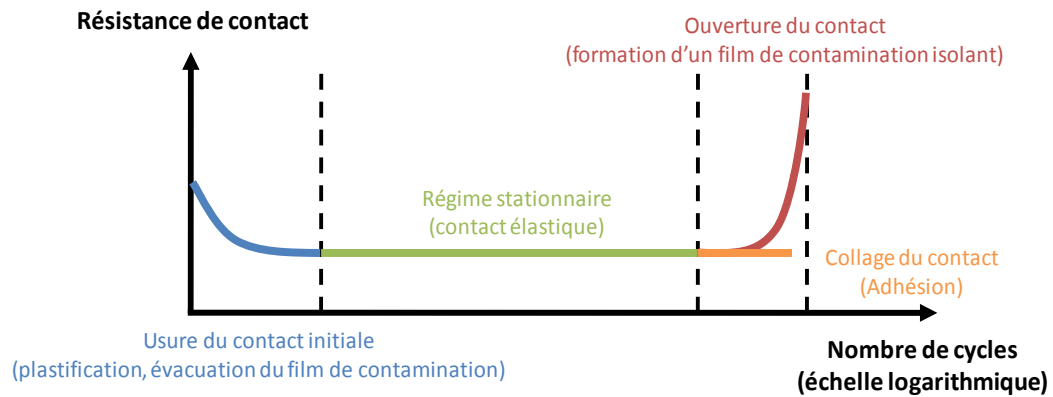 Résistance de contact
Ouverture du contact
(formation d'un film de contamination isolant)
Régime stationnaire
(contact élastique)
Collage du contact
(Adhésion)
Usure du contact initiale
(plastification, évacuation du film de contamination)
Nombre de cycles
(échelle logarithmique)